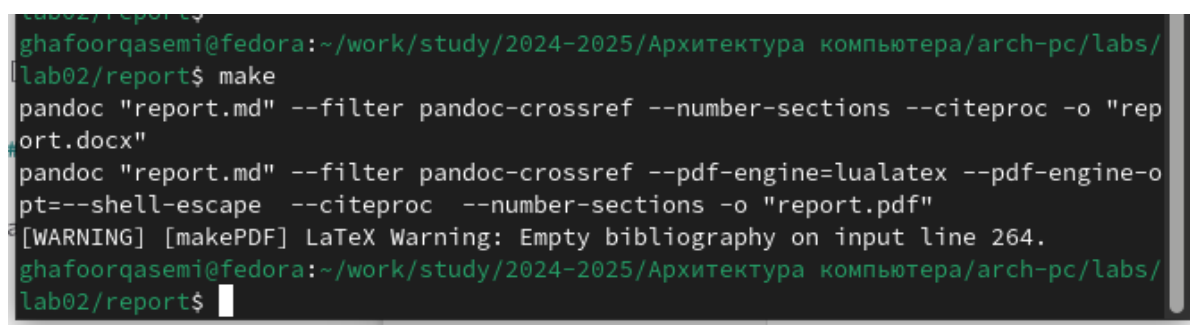 lab02/report$
ghafoorqasemi@fedora:~/work/study/2024-2025/Архитектура компьютера/arch-pc/labs/
lab02/report$ make
pandoc "report.md" --filter pandoc-crossref --number-sections --citeproc -o "rep
ort.docx"
pandoc "report.md" --filter pandoc-crossref --pdf-engine=lualatex --pdf-engine-o
pt=--shell-escape  --citeproc  --number-sections -o "report.pdf"
[WARNING] [makePDF] LaTeX Warning: Empty bibliography on input line 264.
ghafoorqasemi@fedora:~/work/study/2024-2025/Архитектура компьютера/arch-pc/labs/
lab02/report$